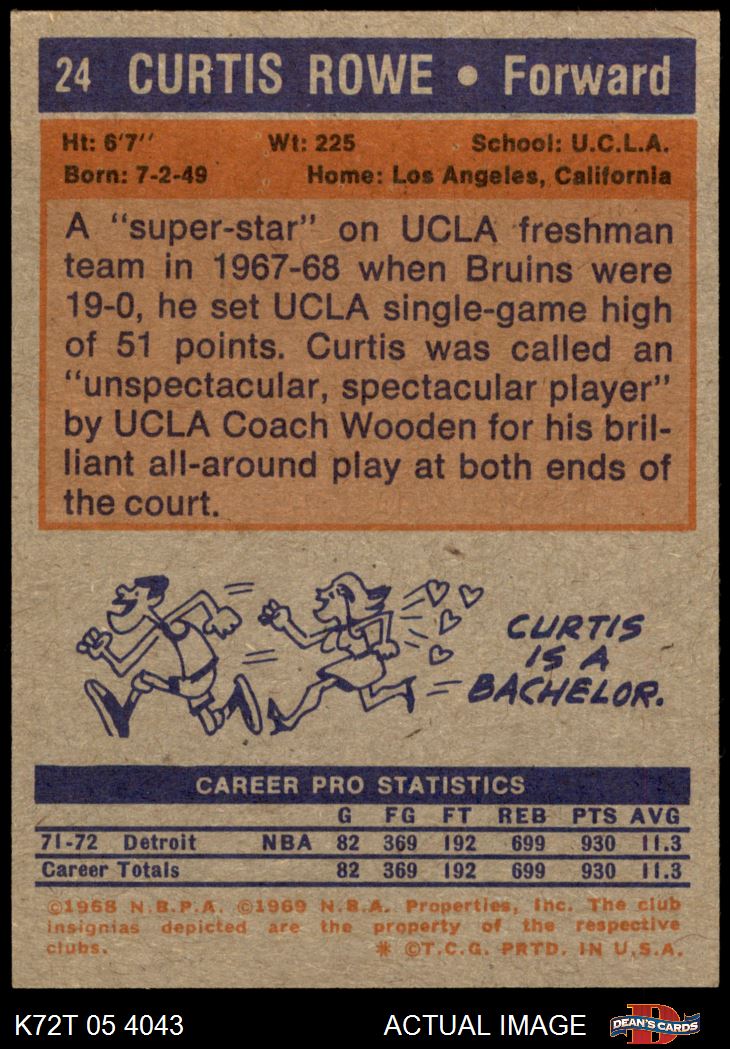 24 CURTIS ROWE • Forward
Ht: 6'7" Wt: 225 School: U.C.L.A.
Born: 7-2-49 Home: Los Angeles, California
A "super-star" on UCLA freshman
team in 1967-68 when Bruins were
19-0, he set UCLA single-game high
of 51 points. Curtis was called an
"unspectacular, spectacular player"
by UCLA Coach Wooden for his bril-
liant all-around play at both ends of
the court.
CURTIS
IS A
BACHELOR.
CAREER PRO STATISTICS
G FG FT REB PTS AVG
71-72 Detroit NBA 82 369 192 699 930 11.3
Career Totals 82 369 192 699 930 11.3
©1968 N.B.P.A. ©1969 N.B.A. Properties, Inc. The club
insignias depicted are the property of the respective
clubs. * ©T.C.G. PRTD. IN U.S.A.
K72T 05 4043 ACTUAL IMAGE DEAN'S CARDS